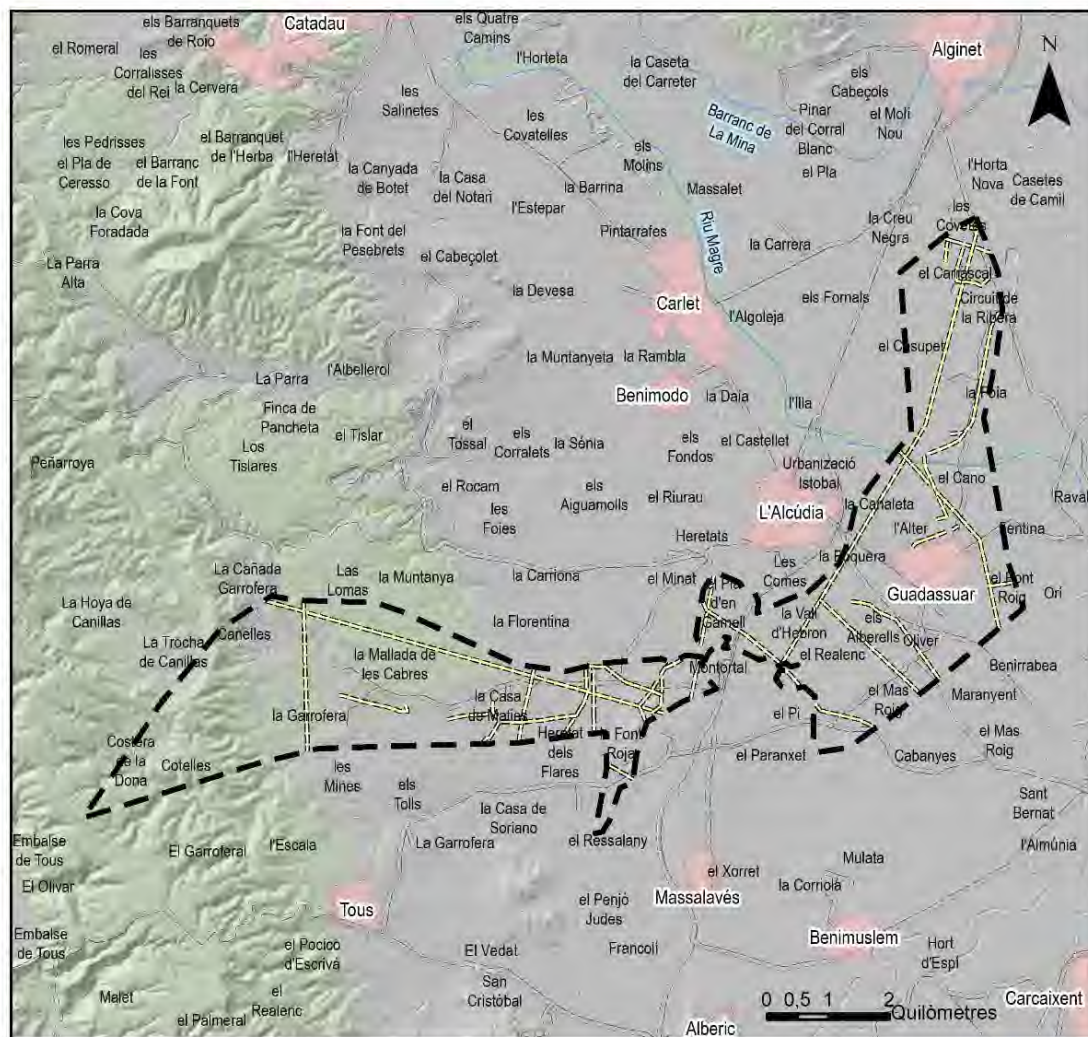 els Barranquets
de Roio
Catadau
els Quatre
Camins
Alginet
N
el Romeral
les
Corralisses
del Rei
la Cervera
l'Horteta
la Caseta
del Carreter
els
Cabeçols
les
Salinetes
les
Covatelles
Barranc de
La Mina
Pinar
del Corral
Blanc
el Molí
Nou
les Pedrisses
el Pla de
Ceresso
el Barranquet
de l'Herba
el Barranc
de la Font
l'Heretat
els
Molins
el Pla
l'Horta
Nova
Casetes
de Camil
la Canyada
de Botet
la Casa
del Notari
la Barrina
Massalet
la Cova
Foradada
l'Estepar
la Creu
Negra
les
Covetes
la Font del
Pesebrets
Pintarrafes
Riu Magre
la Carrera
La Parra
Alta
el Cabeçolet
el Carrascal
la Devesa
Carlet
els Fornals
Circuit de
la Ribera
l'Algoleja
el Casupet
la Muntanyeta
la Rambla
l'Albellerol
La Parra
Benimodo
la Daía
l'Illa
la Foia
Finca de
Pancheta
el Tislar
Los
Tislares
el
Tossal
els
Corralets
la Sénia
els
Fondos
el Castellet
Peñarroya
Urbanizació
Istobal
el Cano
el Rocam
els
Aiguamolls
el Riurau
les
Foies
L'Alcúdia
la Canaleta
Raval
l'Alter
Tentina
Heretats
la Boquera
La Cañada
Garrofera
Las
Lomas
la Muntanya
la Carriona
el Minat
el Pla
d'en
Gamell
Les
Comes
Guadassuar
el Pont
Roig
Orí
La Hoya de
Canillas
Canelles
la Florentina
la Vall
d'Hebron
els
Alberells
Oliver
La Trocha
de Canillas
la Mallada de
les Cabres
Montortal
el Realenc
Benirrabea
la Garrofera
la Casa
de Maties
el Pi
el Mas
Roig
Maranyent
Costera
de la
Dona
Cotelles
Heretat
dels
Flares
Font
Roja
el Paranxet
Cabanyes
el Mas
Roig
les
Mines
els
Tolls
la Casa de
Soriano
Sant
Bernat
Embalse
de Tous
El Garroferal
l'Escala
La Garrofera
el Ressalany
l'Almúnia
El Olivar
el Xorret
Mulata
la Corriola
Tous
el Penjó
Judes
Massalavés
Embalse
de Tous
el Pocicó
d'Escrivà
El Vedat
Francolí
Benimuslem
Hort
d'Espí
San
Cristóbal
Malet
el
Realenc
el Palmeral
Alberic
0 0,5 1 2
Quilòmetres
Carcaixent